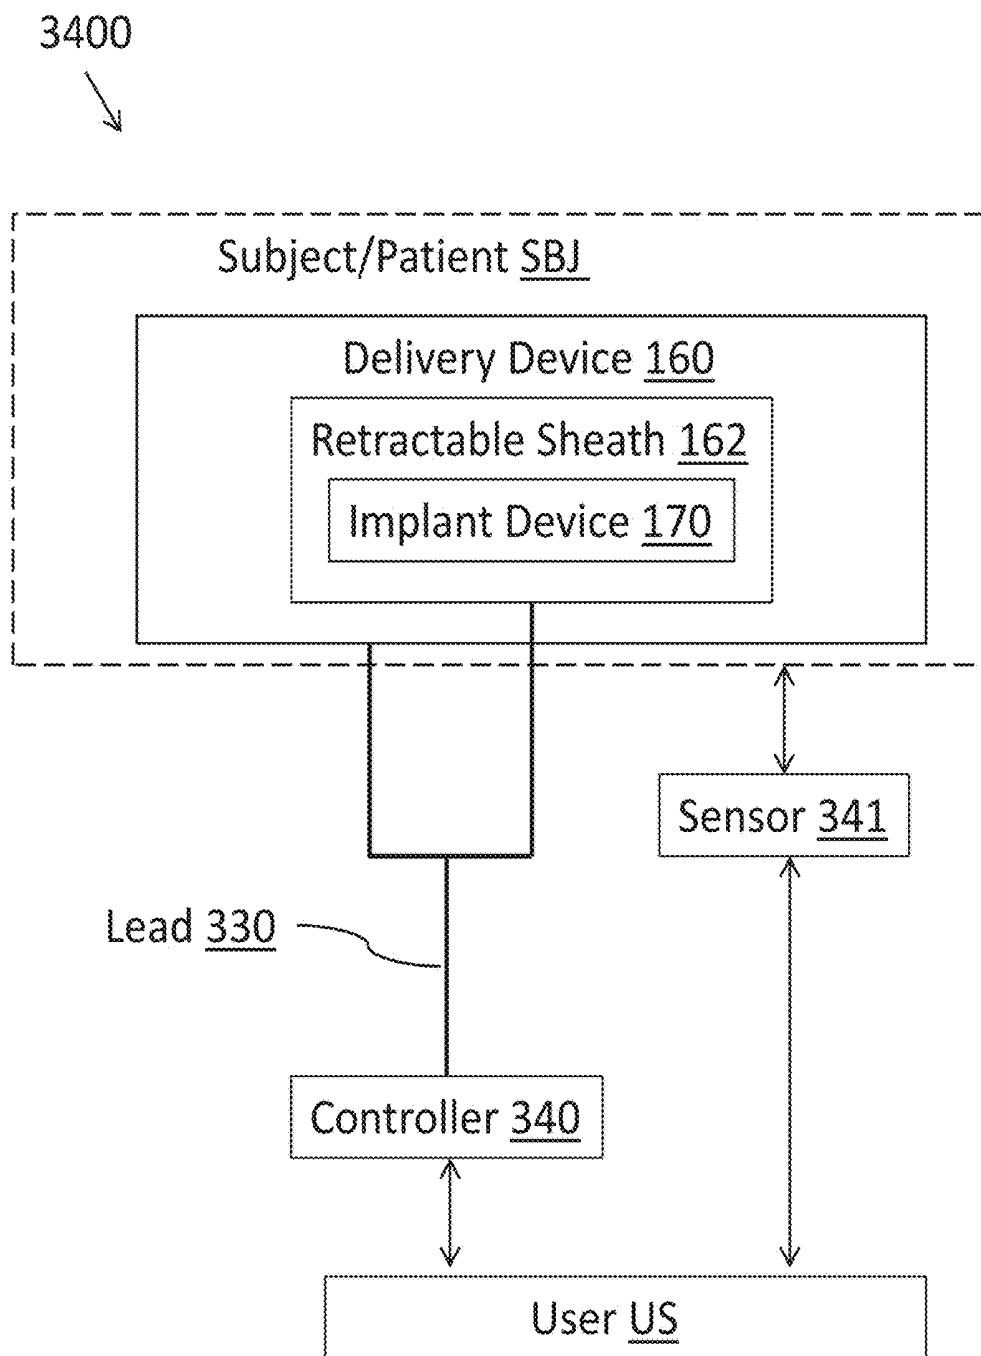 3400
Subject/Patient SBJ
Delivery Device 160
Retractable Sheath 162
Implant Device 170
Sensor 341
Lead 330
Controller 340
User US